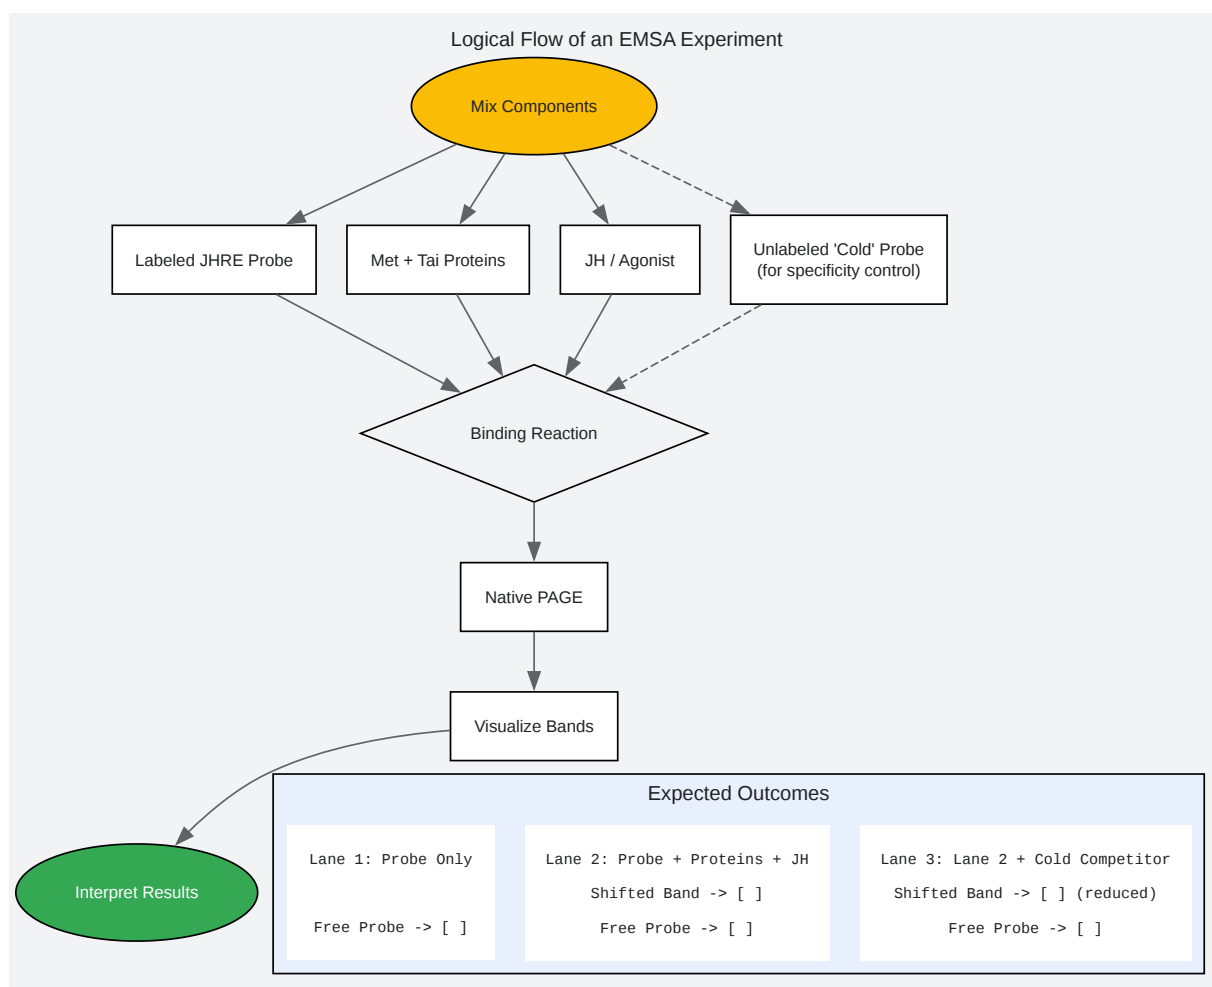 Logical Flow of an EMSA Experiment
Mix Components
Labeled JHRE Probe
Met + Tai Proteins
JH / Agonist
Unlabeled 'Cold' Probe
(for specificity control)
Binding Reaction
Native PAGE
Visualize Bands
Interpret Results
Expected Outcomes
Lane 1: Probe Only
Free Probe -> [ ]
Lane 2: Probe + Proteins + JH
Shifted Band -> [ ]
Free Probe -> [ ]
Lane 3: Lane 2 + Cold Competitor
Shifted Band -> [ ] (reduced)
Free Probe -> [ ]